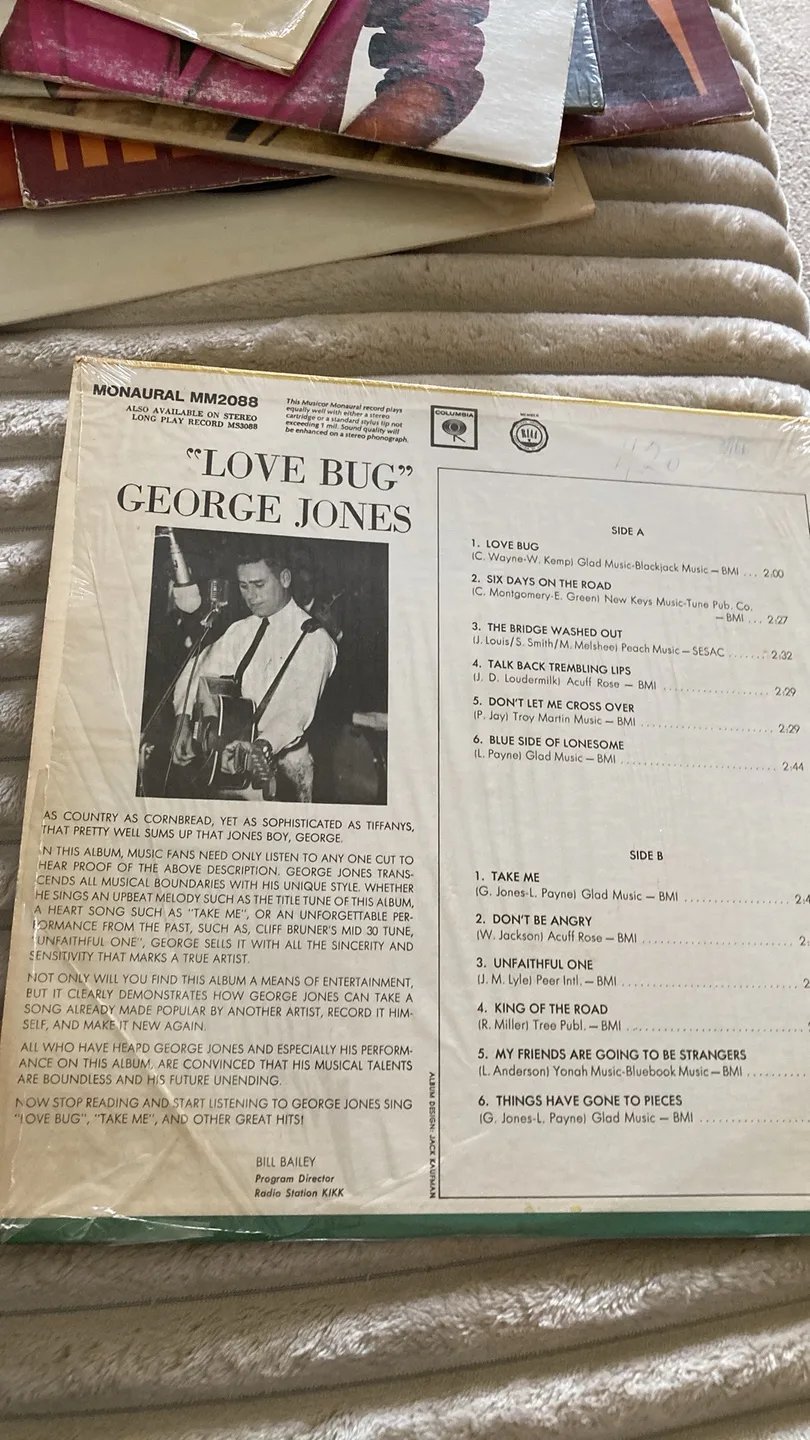 MONAURAL MM2088
ALSO AVAILABLE ON STEREO
LONG PLAY RECORD MS3088
This Musicor Monaural record plays
equally well with either a stereo
cartridge or a standard stylus tip not
exceeding 1 mil. Sound quality will
be enhanced on a stereo phonograph.
COLUMBIA
MEMBER
"LOVE BUG"
GEORGE JONES
AS COUNTRY AS CORNBREAD, YET AS SOPHISTICATED AS TIFFANYS,
THAT PRETTY WELL SUMS UP THAT JONES BOY, GEORGE.
IN THIS ALBUM, MUSIC FANS NEED ONLY LISTEN TO ANY ONE CUT TO
HEAR PROOF OF THE ABOVE DESCRIPTION. GEORGE JONES TRANS-
CENDS ALL MUSICAL BOUNDARIES WITH HIS UNIQUE STYLE. WHETHER
HE SINGS AN UPBEAT MELODY SUCH AS THE TITLE TUNE OF THIS ALBUM,
A HEART SONG SUCH AS "TAKE ME", OR AN UNFORGETTABLE PER-
FORMANCE FROM THE PAST, SUCH AS, CLIFF BRUNER'S MID 30 TUNE,
"UNFAITHFUL ONE", GEORGE SELLS IT WITH ALL THE SINCERITY AND
SENSITIVITY THAT MARKS A TRUE ARTIST.
NOT ONLY WILL YOU FIND THIS ALBUM A MEANS OF ENTERTAINMENT,
BUT IT CLEARLY DEMONSTRATES HOW GEORGE JONES CAN TAKE A
SONG ALREADY MADE POPULAR BY ANOTHER ARTIST, RECORD IT HIM-
SELF, AND MAKE IT NEW AGAIN.
ALL WHO HAVE HEARD GEORGE JONES AND ESPECIALLY HIS PERFORM-
ANCE ON THIS ALBUM, ARE CONVINCED THAT HIS MUSICAL TALENTS
ARE BOUNDLESS AND HIS FUTURE UNENDING.
NOW STOP READING AND START LISTENING TO GEORGE JONES SING
"LOVE BUG", "TAKE ME", AND OTHER GREAT HITS!
BILL BAILEY
Program Director
Radio Station KIKK
ALBUM DESIGN: JACK KAUFMAN
SIDE A
1. LOVE BUG
(C. Wayne-W. Kemp) Glad Music-Blackjack Music — BMI ... 2:00
2. SIX DAYS ON THE ROAD
(C. Montgomery-E. Green) New Keys Music-Tune Pub. Co.
— BMI ... 2:27
3. THE BRIDGE WASHED OUT
(J. Louis/S. Smith/M. Melshee) Peach Music — SESAC ....... 2:32
4. TALK BACK TREMBLING LIPS
(J. D. Loudermilk) Acuff Rose — BMI .................... 2:29
5. DON'T LET ME CROSS OVER
(P. Jay) Troy Martin Music — BMI ........................ 2:29
6. BLUE SIDE OF LONESOME
(L. Payne) Glad Music — BMI ............................ 2:44
SIDE B
1. TAKE ME
(G. Jones-L. Payne) Glad Music — BMI ................... 2:4
2. DON'T BE ANGRY
(W. Jackson) Acuff Rose — BMI .......................... 2:
3. UNFAITHFUL ONE
(J. M. Lyle) Peer Intl. — BMI ............................. 2
4. KING OF THE ROAD
(R. Miller) Tree Publ. — BMI .............................
5. MY FRIENDS ARE GOING TO BE STRANGERS
(L. Anderson) Yonah Music-Bluebook Music — BMI ..........
6. THINGS HAVE GONE TO PIECES
(G. Jones-L. Payne) Glad Music — BMI ...................